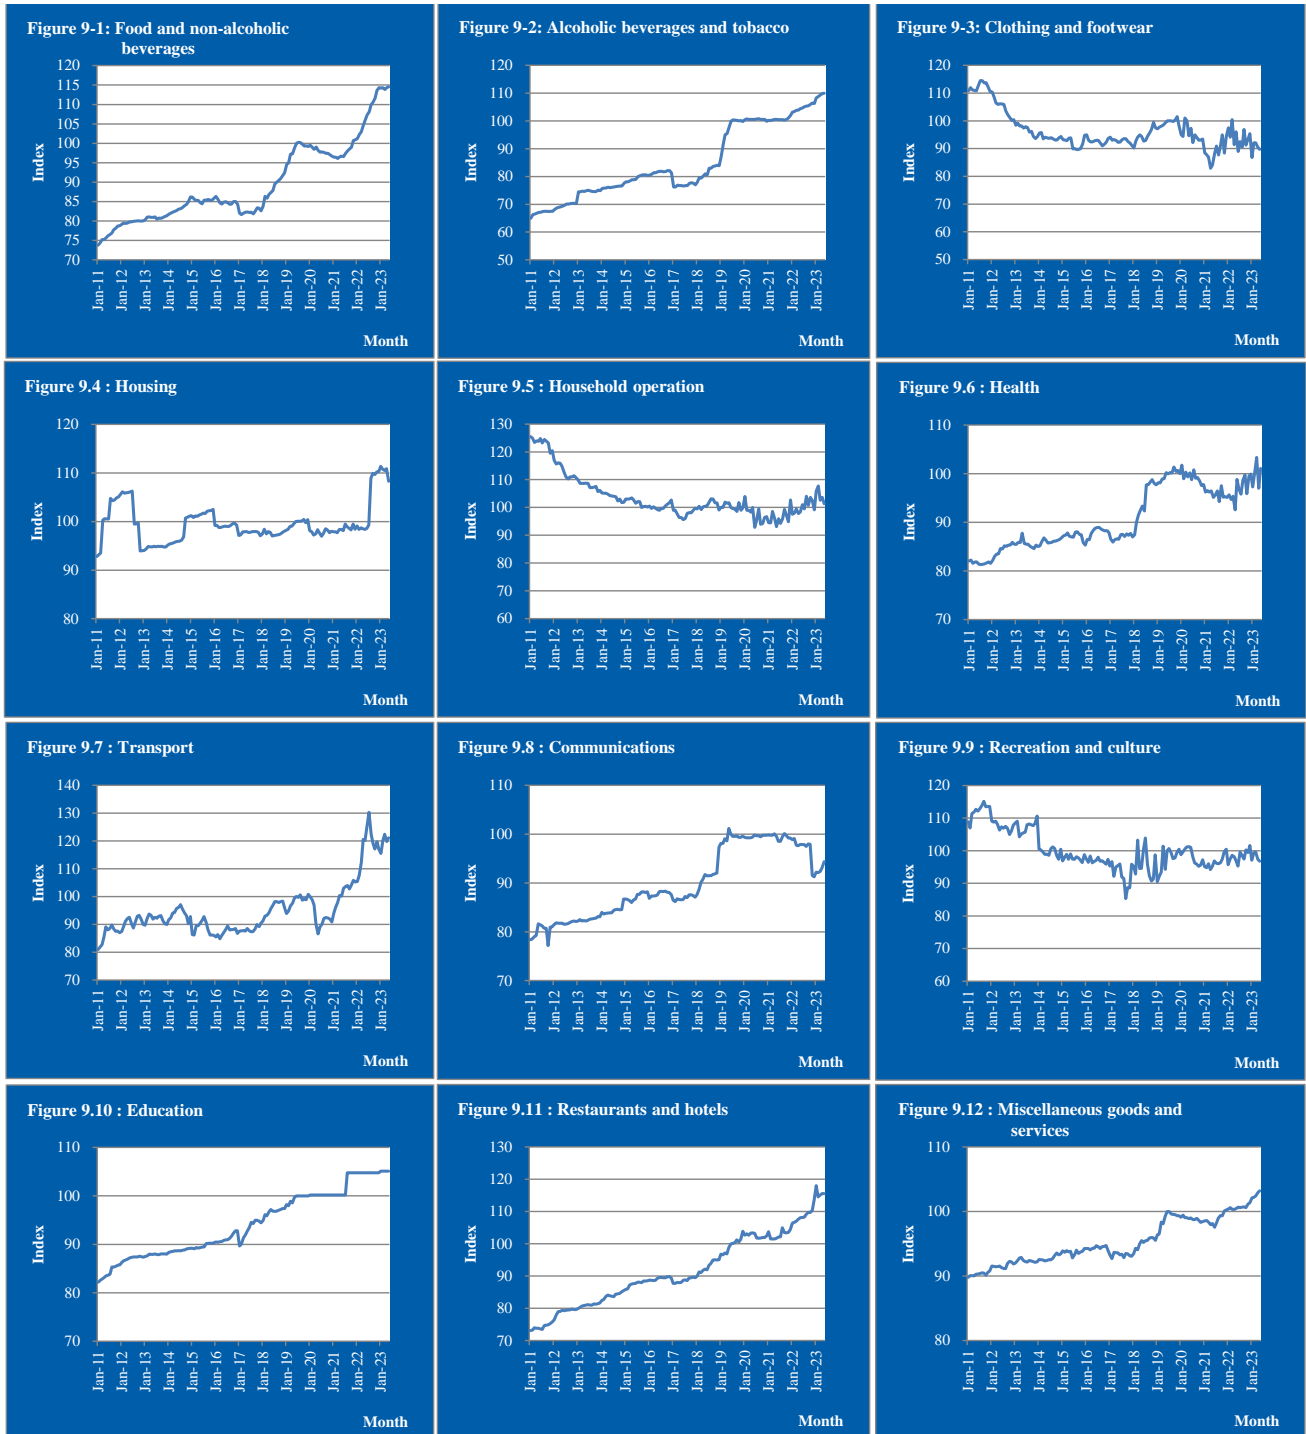 Figure 9-1: Food and non-alcoholic
beverages
120
115
110
105
100
95
90
85
80
75
70
Index
Jan-11
Jan-12
Jan-13
Jan-14
Jan-15
Jan-16
Jan-17
Jan-18
Jan-19
Jan-20
Jan-21
Jan-22
Jan-23
Month
Figure 9-2: Alcoholic beverages and tobacco
120
110
100
90
80
70
60
50
Index
Jan-11
Jan-12
Jan-13
Jan-14
Jan-15
Jan-16
Jan-17
Jan-18
Jan-19
Jan-20
Jan-21
Jan-22
Jan-23
Month
9-3: Clothing and footwear
120
110
100
90
80
70
60
50
Index
Jan-11
Jan-12
Jan-13
Jan-14
Jan-15
Jan-16
Jan-17
Jan-18
Jan-19
Jan-20
Jan-21
Jan-22
Jan-23
Month
Figure 9.4 : Housing
120
110
100
90
80
Index
Jan-11
Jan-12
Jan-13
Jan-14
Jan-15
Jan-16
Jan-17
Jan-18
Jan-19
Jan-20
Jan-21
Jan-22
Jan-23
Month
Figure 9.5 : Household operation
130
120
110
100
90
80
70
60
Index
Jan-11
Jan-12
Jan-13
Jan-14
Jan-15
Jan-16
Jan-17
Jan-18
Jan-19
Jan-20
Jan-21
Jan-22
Jan-23
Month
Figure 9.6 : Health
110
100
90
80
70
Index
Jan-11
Jan-12
Jan-13
Jan-14
Jan-15
Jan-16
Jan-17
Jan-18
Jan-19
Jan-20
Jan-21
Jan-22
Jan-23
Month
Figure 9.7 : Transport
140
130
120
110
100
90
80
70
Index
Jan-11
Jan-12
Jan-13
Jan-14
Jan-15
Jan-16
Jan-17
Jan-18
Jan-19
Jan-20
Jan-21
Jan-22
Jan-23
Month
Figure 9.8 : Communications
110
100
90
80
70
Index
Jan-11
Jan-12
Jan-13
Jan-14
Jan-15
Jan-16
Jan-17
Jan-18
Jan-19
Jan-20
Jan-21
Jan-22
Jan-23
Month
Figure 9.9 : Recreation and culture
120
110
100
90
80
70
60
Index
Jan-11
Jan-12
Jan-13
Jan-14
Jan-15
Jan-16
Jan-17
Jan-18
Jan-19
Jan-20
Jan-21
Jan-22
Jan-23
Month
Figure 9.10 : Education
110
100
90
80
70
Index
Jan-11
Jan-12
Jan-13
Jan-14
Jan-15
Jan-16
Jan-17
Jan-18
Jan-19
Jan-20
Jan-21
Jan-22
Jan-23
Month
Figure 9.11 : Restaurants and hotels
130
120
110
100
90
80
70
Index
Jan-11
Jan-12
Jan-13
Jan-14
Jan-15
Jan-16
Jan-17
Jan-18
Jan-19
Jan-20
Jan-21
Jan-22
Jan-23
Month
Figure 9.12 : Miscellaneous goods and
services
110
100
90
80
Index
Jan-11
Jan-12
Jan-13
Jan-14
Jan-15
Jan-16
Jan-17
Jan-18
Jan-19
Jan-20
Jan-21
Jan-22
Jan-23
Month